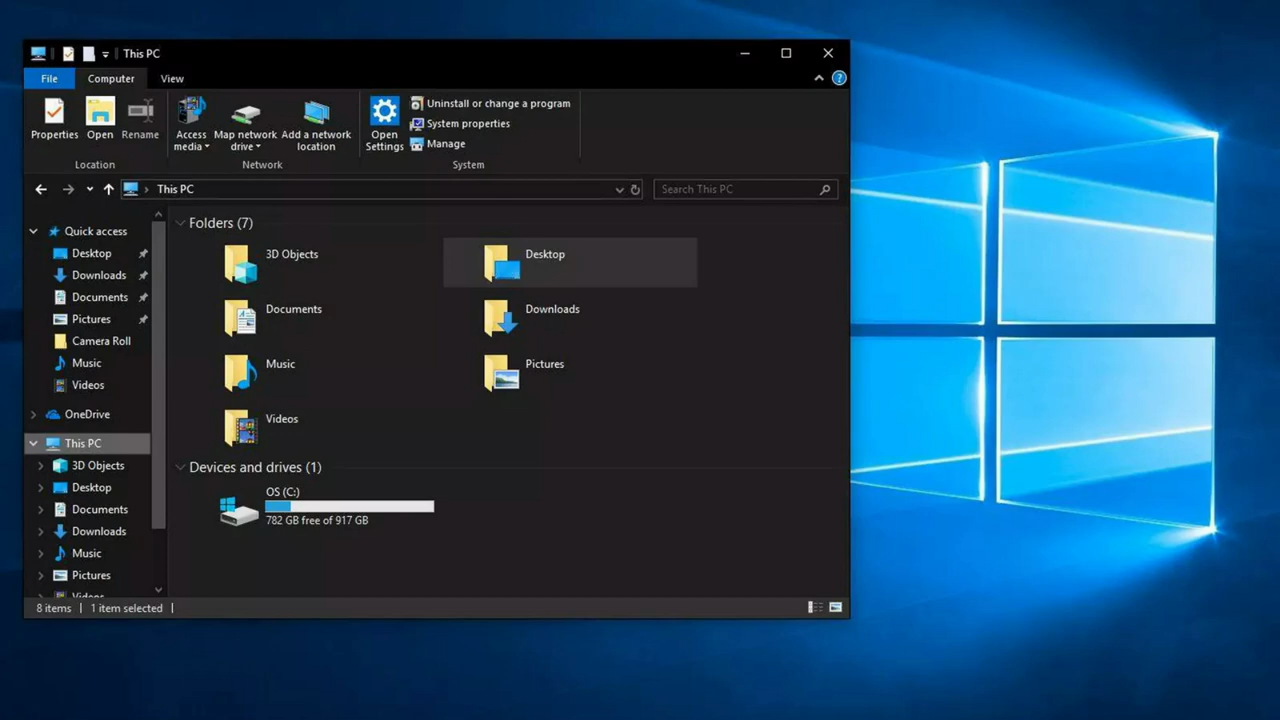 This PC
File Computer View
Properties Open Rename Access media Map network drive Add a network location Open Settings Uninstall or change a program
System properties
Manage
Location Network System
This PC
Search This PC
Quick access
Desktop
Downloads
Documents
Pictures
Camera Roll
Music
Videos
OneDrive
This PC
3D Objects
Desktop
Documents
Downloads
Music
Pictures
Videos
Folders (7)
3D Objects
Desktop
Documents
Downloads
Music
Pictures
Videos
Devices and drives (1)
OS (C:)
782 GB free of 917 GB
8 items 1 item selected